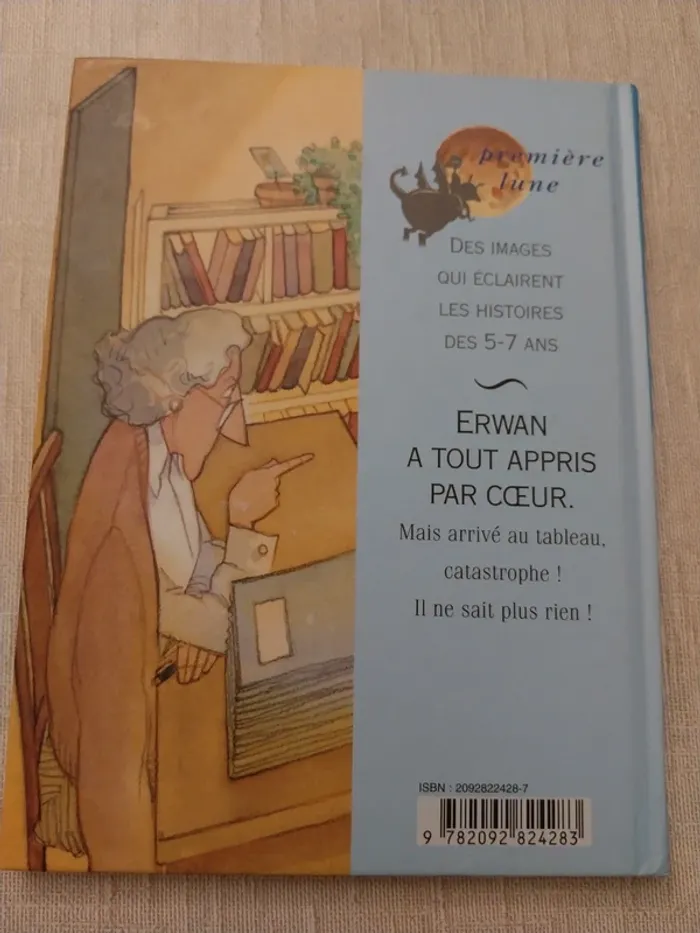 première
lune
DES IMAGES
QUI ÉCLAIRENT
LES HISTOIRES
DES 5-7 ANS
ERWAN
A TOUT APPRIS
PAR CŒUR.
Mais arrivé au tableau,
catastrophe !
Il ne sait plus rien !
ISBN : 2092822428-7
9 782092 824283